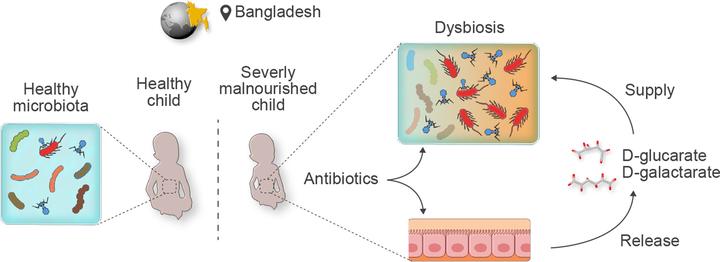 Bangladesh
Dysbiosis
Healthy
microbiota
Healthy
child
Severly
malnourished
child
Supply
Antibiotics
D-glucarate
D-galactarate
Release